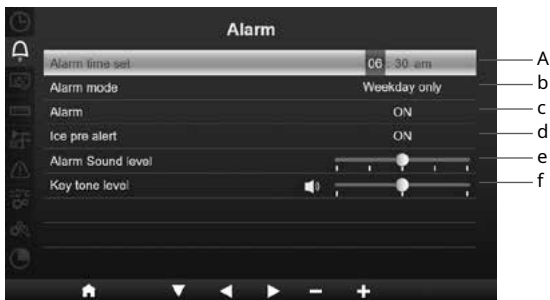 Alarm
Alarm time set 06 : 30 am A
Alarm mode Weekday only b
Alarm ON c
Ice pre alert ON d
Alarm Sound level e
Key tone level f